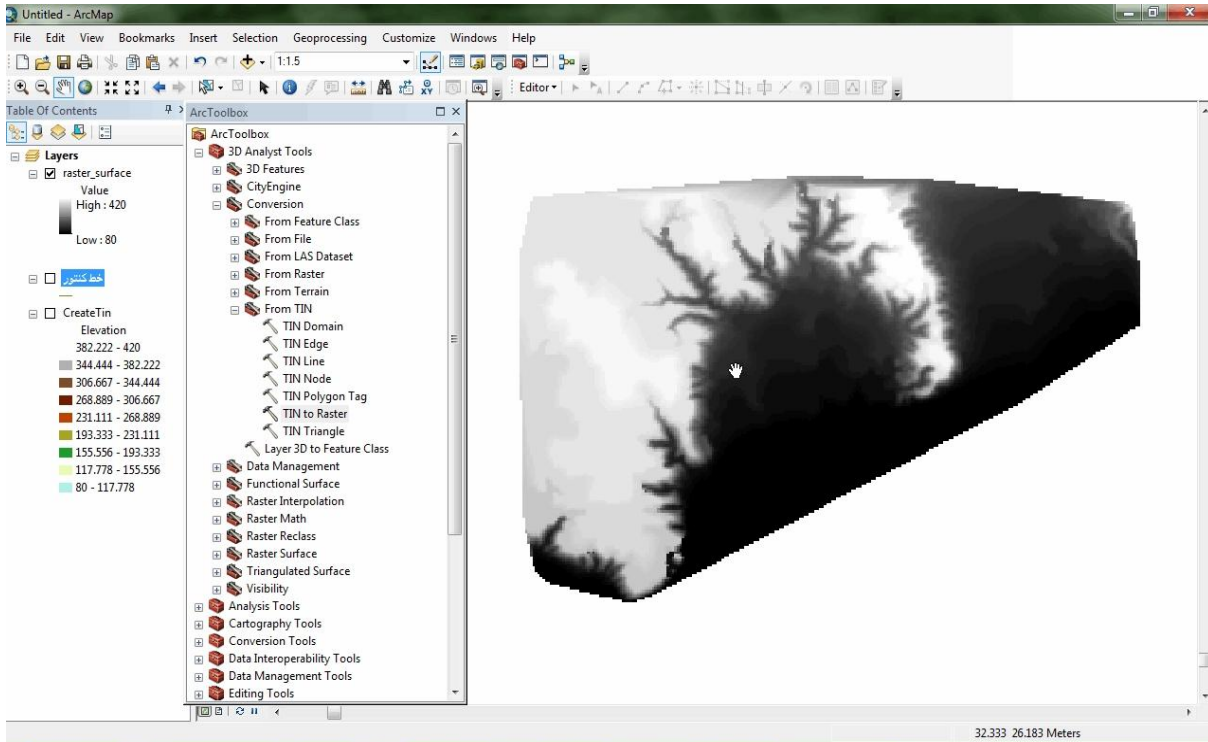 Untitled - ArcMap
File Edit View Bookmarks Insert Selection Geoprocessing Customize Windows Help
1:1.5
Editor
Table Of Contents
ArcToolbox
Layers
raster_surface
Value
High : 420
Low : 80
خط کنتور
CreateTin
Elevation
382.222 - 420
344.444 - 382.222
306.667 - 344.444
268.889 - 306.667
231.111 - 268.889
193.333 - 231.111
155.556 - 193.333
117.778 - 155.556
80 - 117.778
ArcToolbox
3D Analyst Tools
3D Features
CityEngine
Conversion
From Feature Class
From File
From LAS Dataset
From Raster
From Terrain
From TIN
TIN Domain
TIN Edge
TIN Line
TIN Node
TIN Polygon Tag
TIN to Raster
TIN Triangle
Layer 3D to Feature Class
Data Management
Functional Surface
Raster Interpolation
Raster Math
Raster Reclass
Raster Surface
Triangulated Surface
Visibility
Analysis Tools
Cartography Tools
Conversion Tools
Data Interoperability Tools
Data Management Tools
Editing Tools
32.333 26.183 Meters